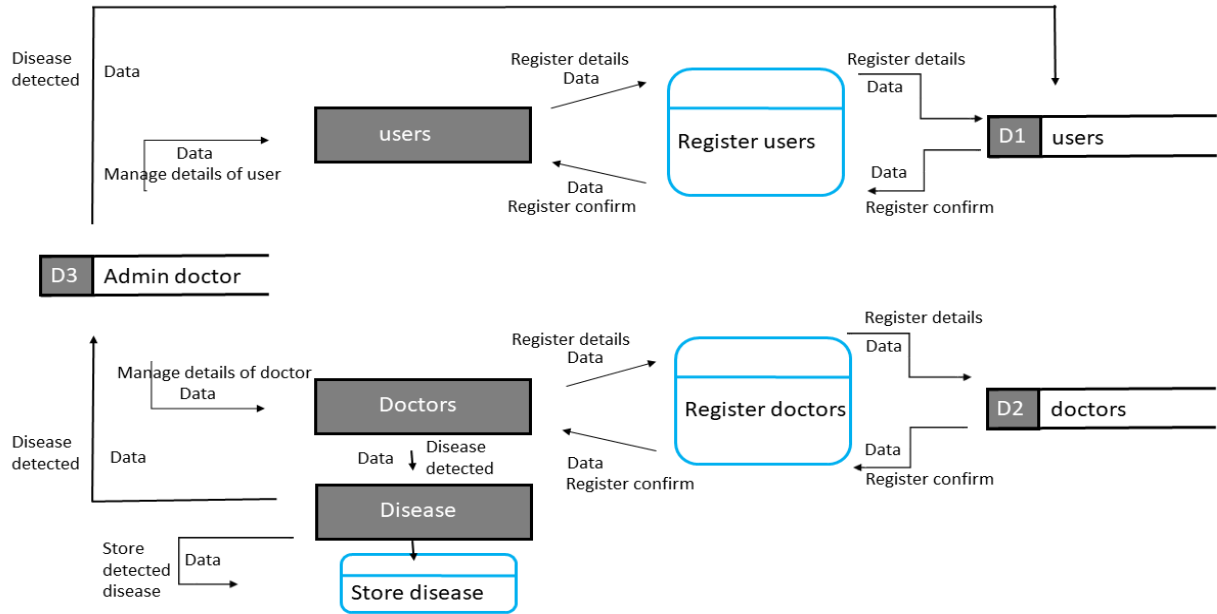 Disease
detected
Data
Register details
Data
Register details
Data
users
Register users
D1 users
Data
Manage details of user
Data
Register confirm
Data
Register confirm
D3 Admin doctor
Register details
Data
Register details
Data
Manage details of doctor
Data
Doctors
Register doctors
D2 doctors
Disease
detected
Data
Data
Disease
detected
Data
Register confirm
Data
Register confirm
Disease
Store
detected
disease
Data
Store disease